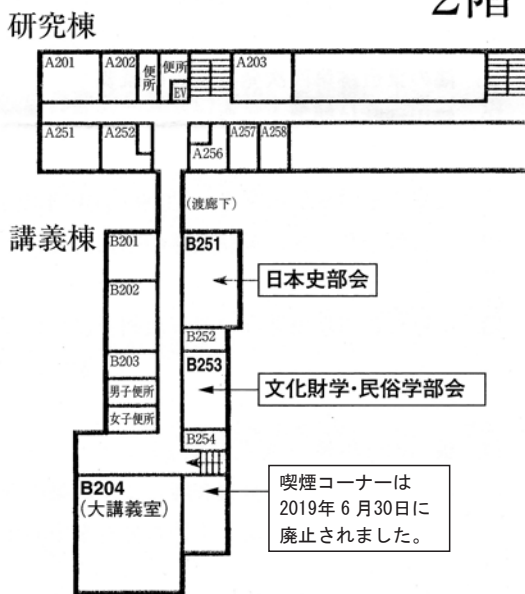 2階
研究棟
A201
A202
便所
便所
EV
A203
A251
A252
A256
A257
A258
(渡廊下)
講義棟
B201
B251
日本史部会
B202
B252
B203
B253
男子便所
文化財学・民俗学部会
女子便所
B254
B204
(大講義室)
喫煙コーナーは
2019年6月30日に
廃止されました。